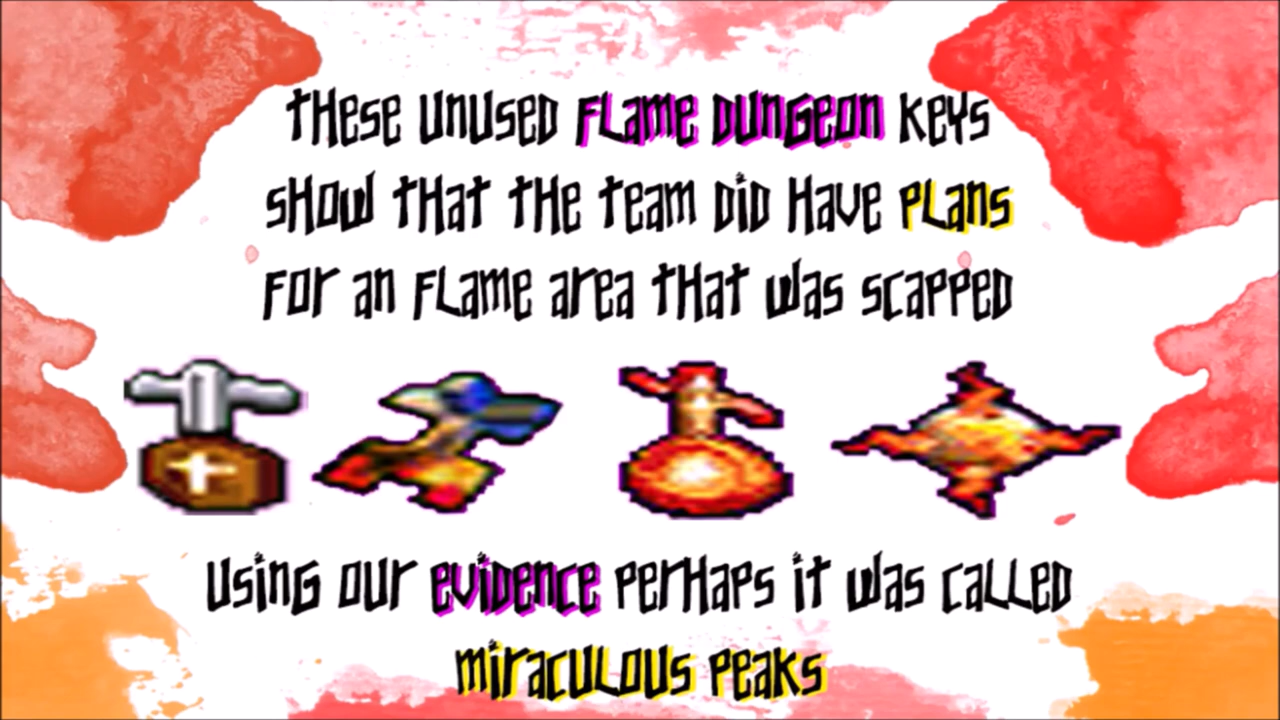 THESE UNUSED FLAME DUNGEON KEYS
SHOW THAT THE TEAM DID HAVE PLANS
FOR AN FLAME AREA THAT WAS SCAPPED
USING OUR EVIDENCE PERHAPS IT WAS CALLED
MIRACULOUS PEAKS